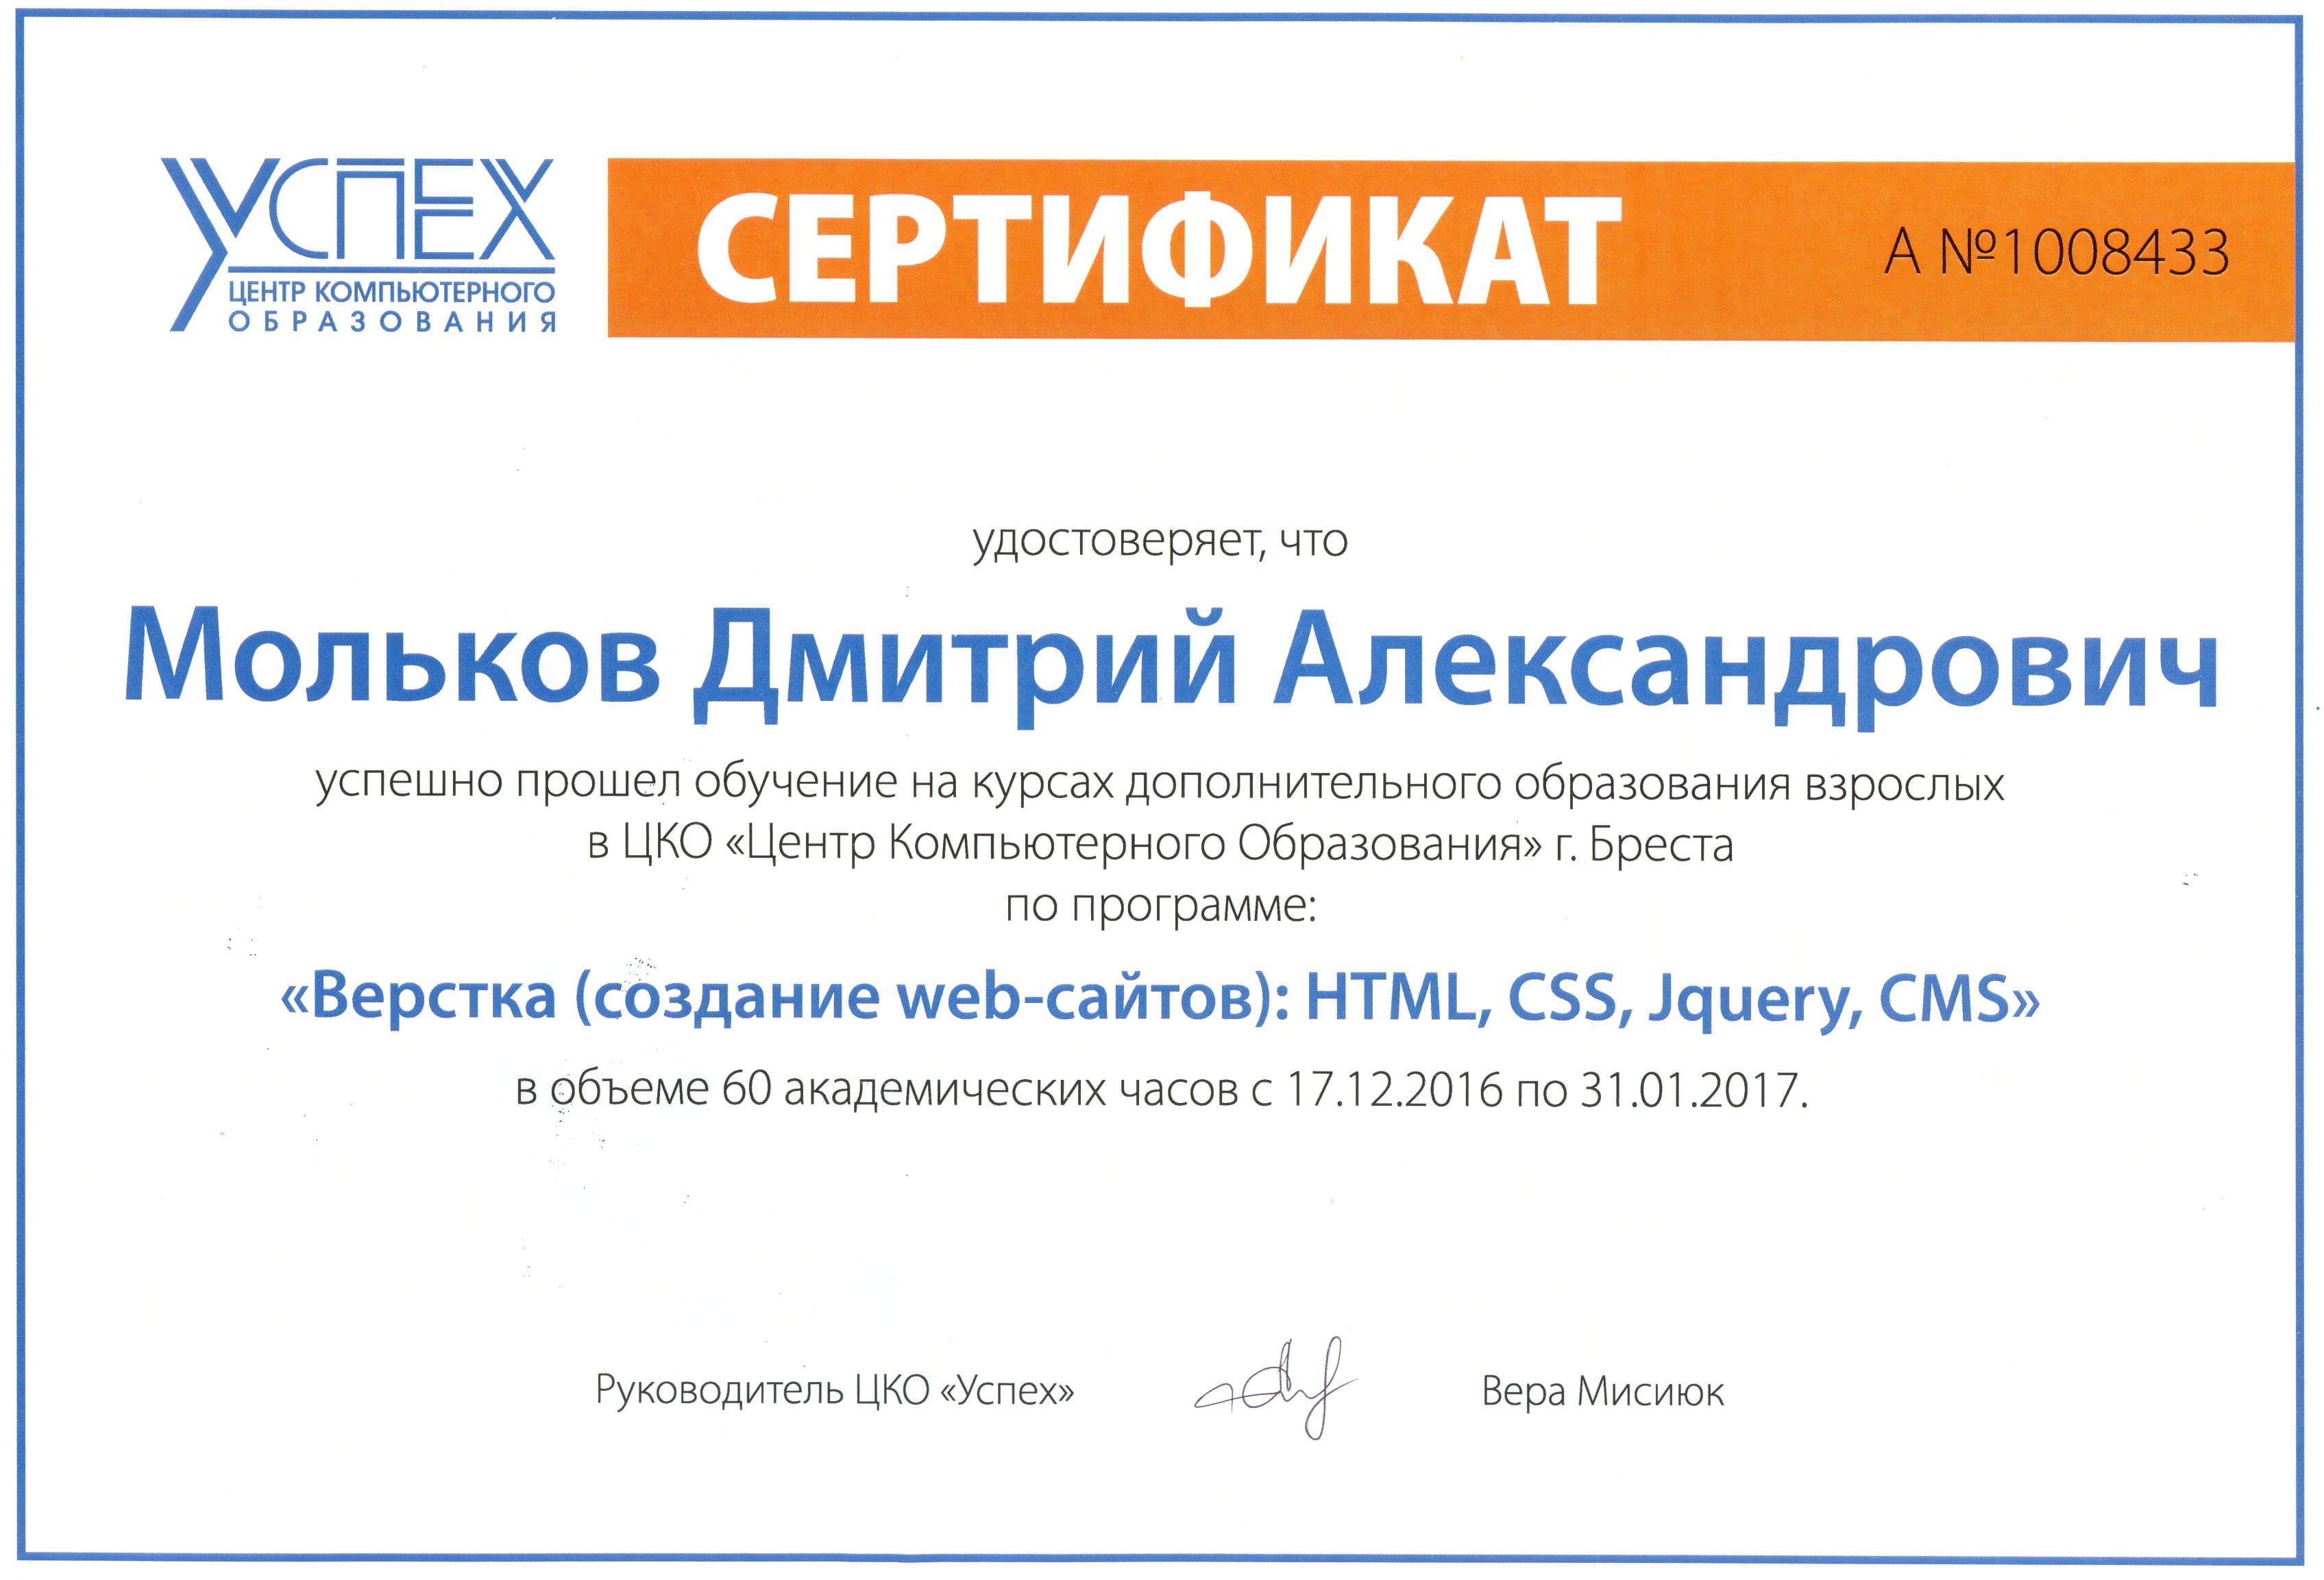 УСПЕХ
ЦЕНТР КОМПЬЮТЕРНОГО
ОБРАЗОВАНИЯ
СЕРТИФИКАТ
А №1008433
удостоверяет, что
Мольков Дмитрий Александрович
успешно прошел обучение на курсах дополнительного образования взрослых
в ЦКО «Центр Компьютерного Образования» г. Бреста
по программе:
«Верстка (создание web-сайтов): HTML, CSS, Jquery, CMS»
в объеме 60 академических часов с 17.12.2016 по 31.01.2017.
Руководитель ЦКО «Успех»
Вера Мисиюк